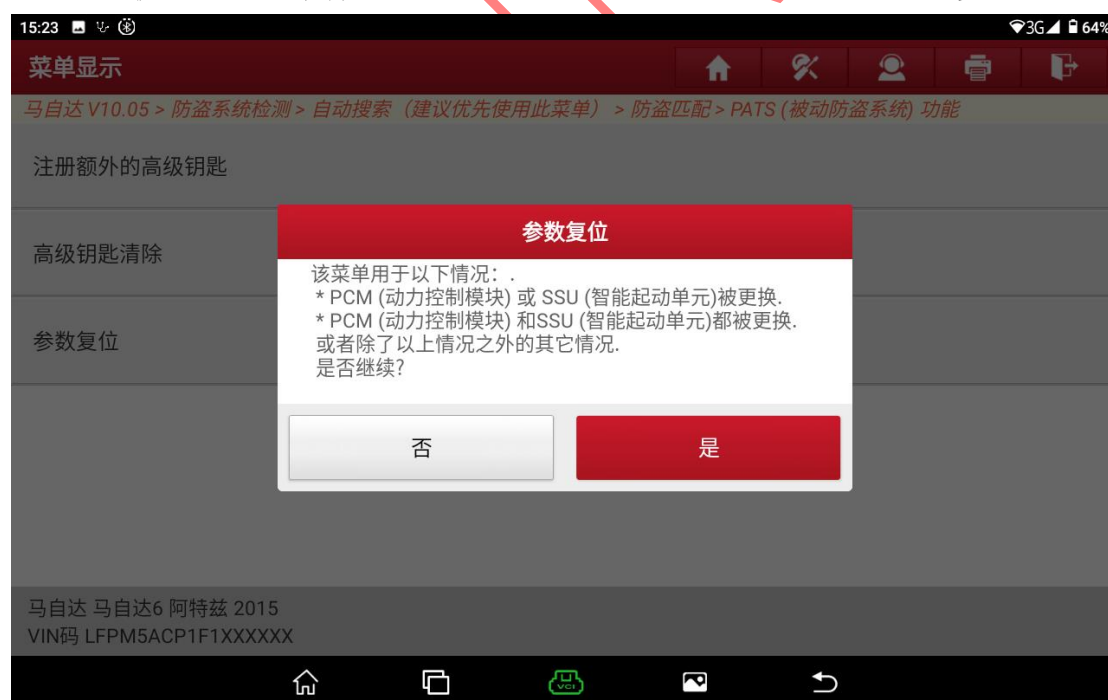 15:23
3G 64%
菜单显示
马自达 V10.05 > 防盗系统检测 > 自动搜索（建议优先使用此菜单） > 防盗匹配 > PATS (被动防盗系统) 功能
注册额外的高级钥匙
参数复位
高级钥匙清除
该菜单用于以下情况：.
* PCM (动力控制模块) 或 SSU (智能起动单元)被更换.
* PCM (动力控制模块) 和SSU (智能起动单元)都被更换.
参数复位
或者除了以上情况之外的其它情况.
是否继续?
否
是
马自达 马自达6 阿特兹 2015
VIN码 LFPM5ACP1F1XXXXXX
VCI